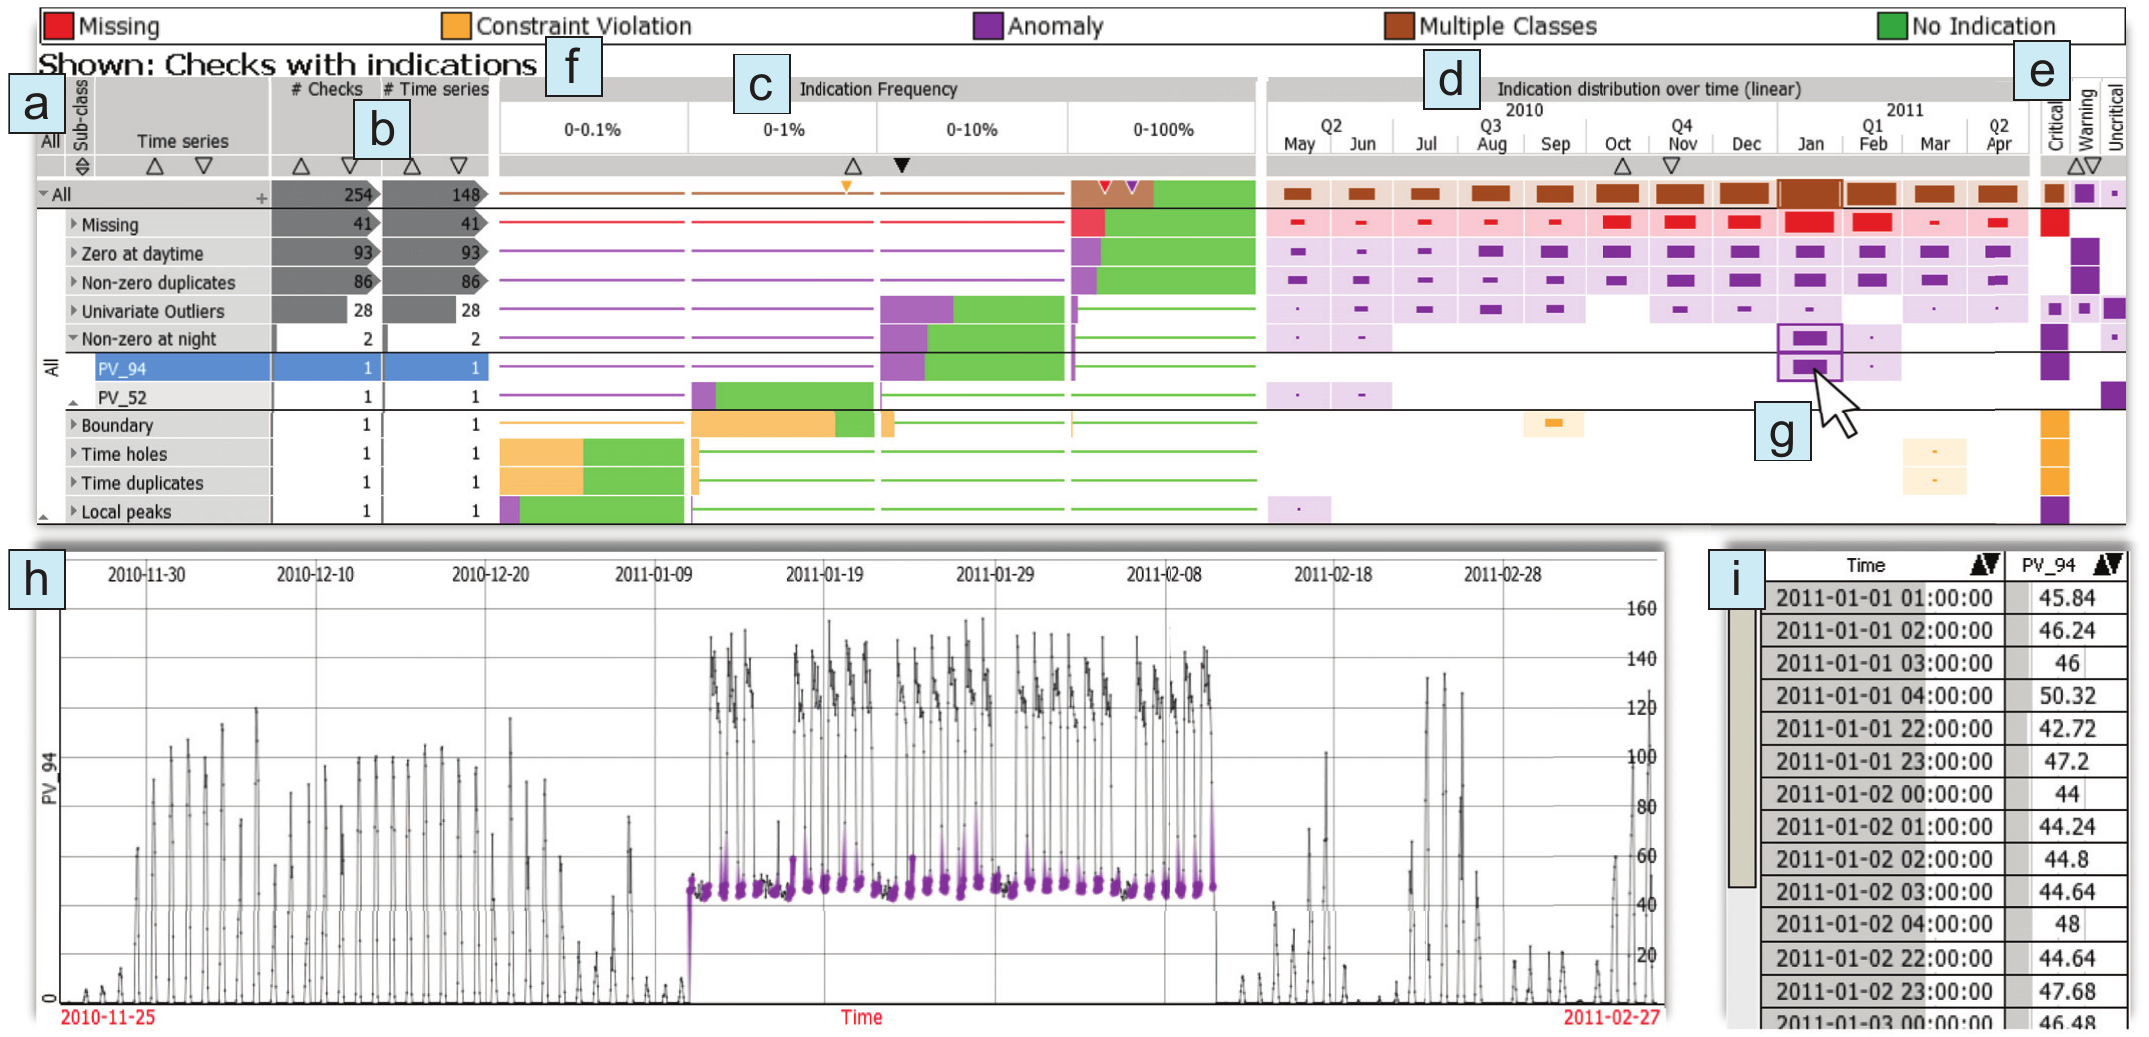 Missing Constraint Violation Anomaly Multiple Classes No Indication
Shown: Checks with indications
a b c d e f g h i
All Sub-class Time series # Checks # Time series Indication Frequency Indication distribution over time (linear) Critical Warning Uncritical
0-0.1% 0-1% 0-10% 0-100%
2010 2011
Q2 Q3 Q4 Q1 Q2
May Jun Jul Aug Sep Oct Nov Dec Jan Feb Mar Apr
All + 254 148
All
Missing 41 41
Zero at daytime 93 93
Non-zero duplicates 86 86
Univariate Outliers 28 28
Non-zero at night 2 2
PV_94 1 1
PV_52 1 1
Boundary 1 1
Time holes 1 1
Time duplicates 1 1
Local peaks 1 1
2010-11-30 2010-12-10 2010-12-20 2011-01-09 2011-01-19 2011-01-29 2011-02-08 2011-02-18 2011-02-28
160
140
120
100
80
60
40
20
0
PV_94
2010-11-25 Time 2011-02-27
Time PV_94
2011-01-01 01:00:00 45.84
2011-01-01 02:00:00 46.24
2011-01-01 03:00:00 46
2011-01-01 04:00:00 50.32
2011-01-01 22:00:00 42.72
2011-01-01 23:00:00 47.2
2011-01-02 00:00:00 44
2011-01-02 01:00:00 44.24
2011-01-02 02:00:00 44.8
2011-01-02 03:00:00 44.64
2011-01-02 04:00:00 48
2011-01-02 22:00:00 44.64
2011-01-02 23:00:00 47.68
2011-01-03 00:00:00 46.48